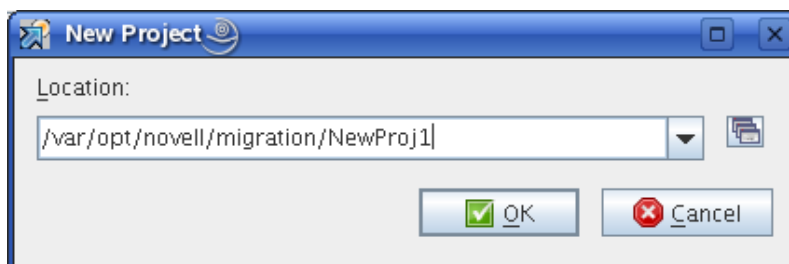 New Project
Location:
/var/opt/novell/migration/NewProj1
OK
Cancel